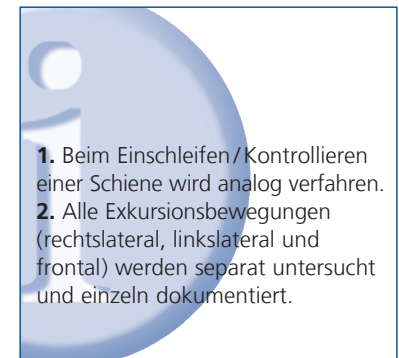 1. Beim Einschleifen/Kontrollieren
einer Schiene wird analog verfahren.
2. Alle Exkursionsbewegungen
(rechtslateral, linkslateral und
frontal) werden separat untersucht
und einzeln dokumentiert.